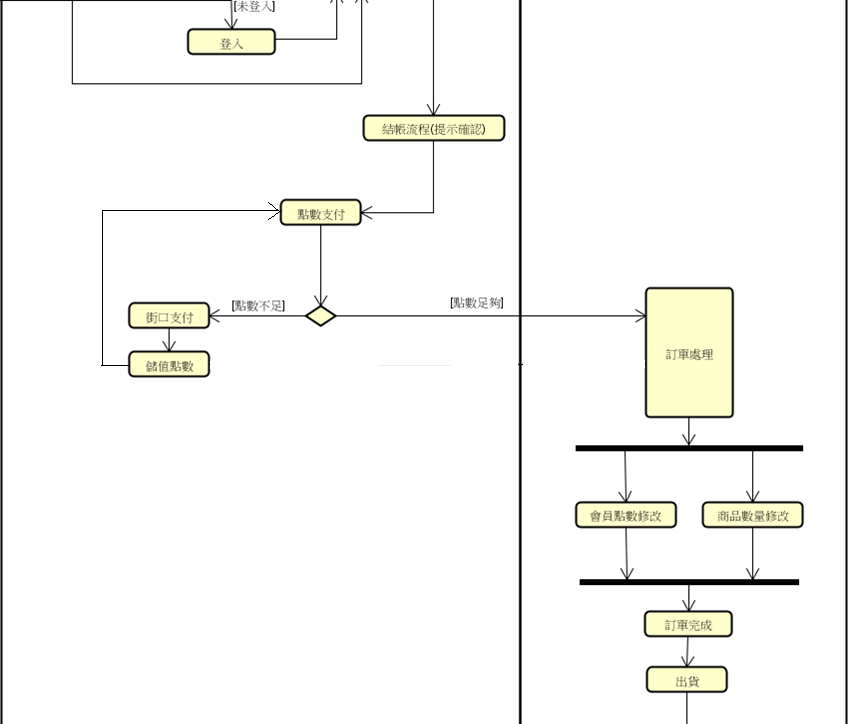 [未登入]
登入
結帳流程(提示確認)
點數支付
[點數不足]
[點數足夠]
街口支付
儲值點數
訂單處理
會員點數修改
商品數量修改
訂單完成
出貨